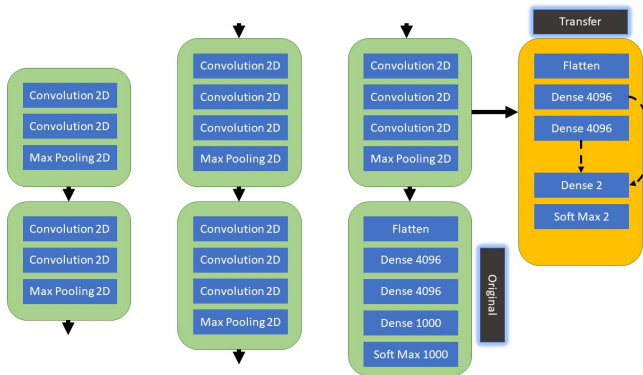 Convolution 2D
Convolution 2D
Max Pooling 2D
Convolution 2D
Convolution 2D
Max Pooling 2D
Convolution 2D
Convolution 2D
Convolution 2D
Max Pooling 2D
Convolution 2D
Convolution 2D
Convolution 2D
Max Pooling 2D
Convolution 2D
Convolution 2D
Convolution 2D
Max Pooling 2D
Flatten
Dense 4096
Dense 4096
Dense 1000
Soft Max 1000
Original
Transfer
Flatten
Dense 4096
Dense 4096
Dense 2
Soft Max 2